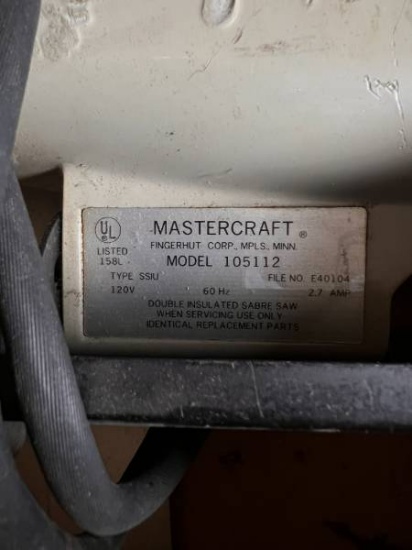 UL
MASTERCRAFT ®
FINGERHUT CORP., MPLS., MINN.
LISTED
158L
MODEL 105112
TYPE SSIU
FILE NO. E40104
120V 60 Hz 2.7 AMP
DOUBLE INSULATED SABRE SAW
WHEN SERVICING USE ONLY
IDENTICAL REPLACEMENT PARTS